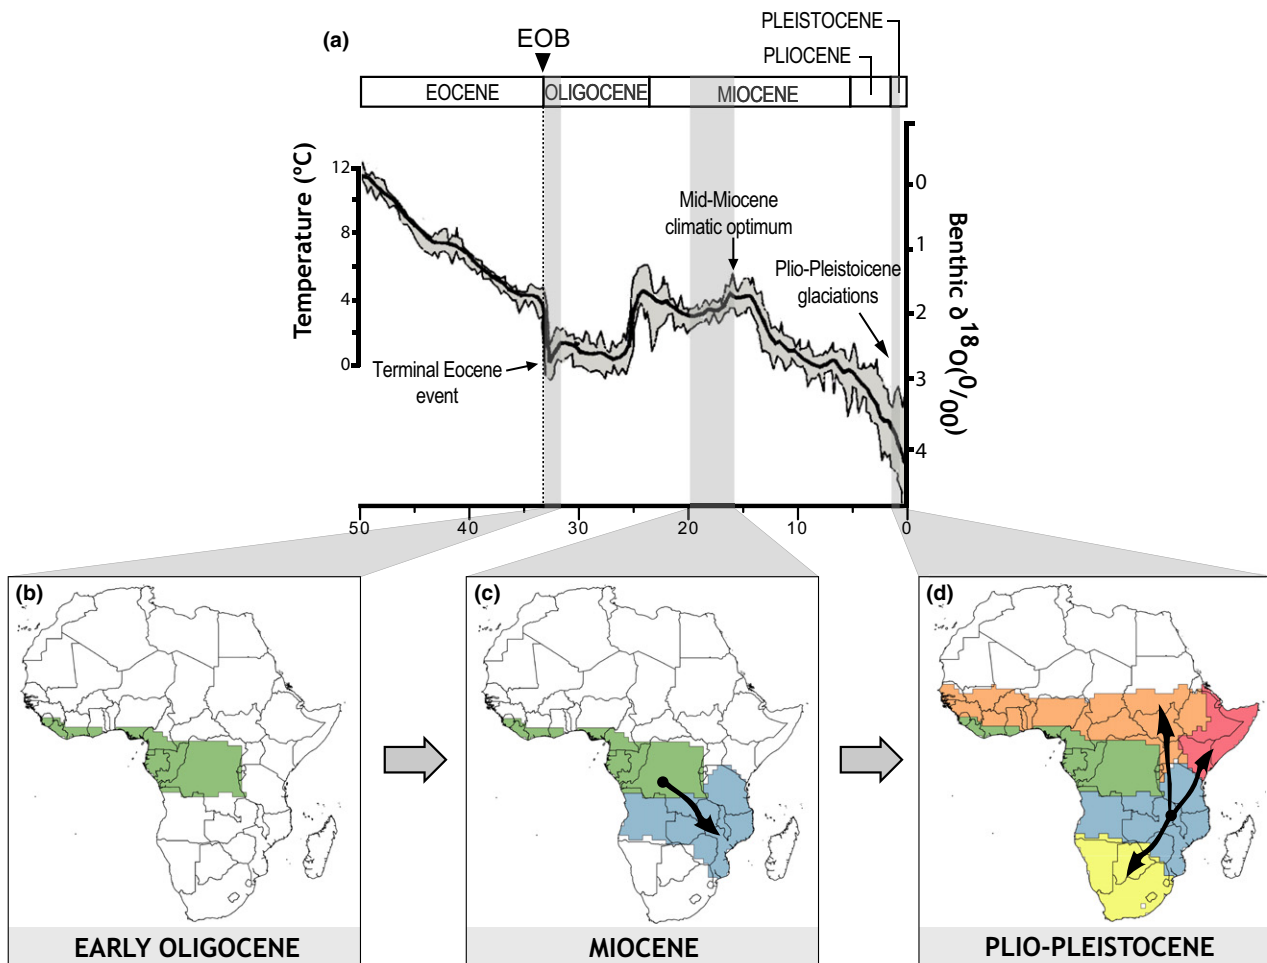 (a)
EOB
PLEISTOCENE
PLIOCENE
EOCENE
OLIGOCENE
MIOCENE
Temperature (°C)
12
8
4
0
Mid-Miocene
climatic optimum
Plio-Pleistoicene
glaciations
Terminal Eocene
event
0
1
2
3
4
Benthic ∂¹⁸O(⁰/₀₀)
50
40
30
20
10
0
(b)
EARLY OLIGOCENE
(c)
MIOCENE
(d)
PLIO-PLEISTOCENE